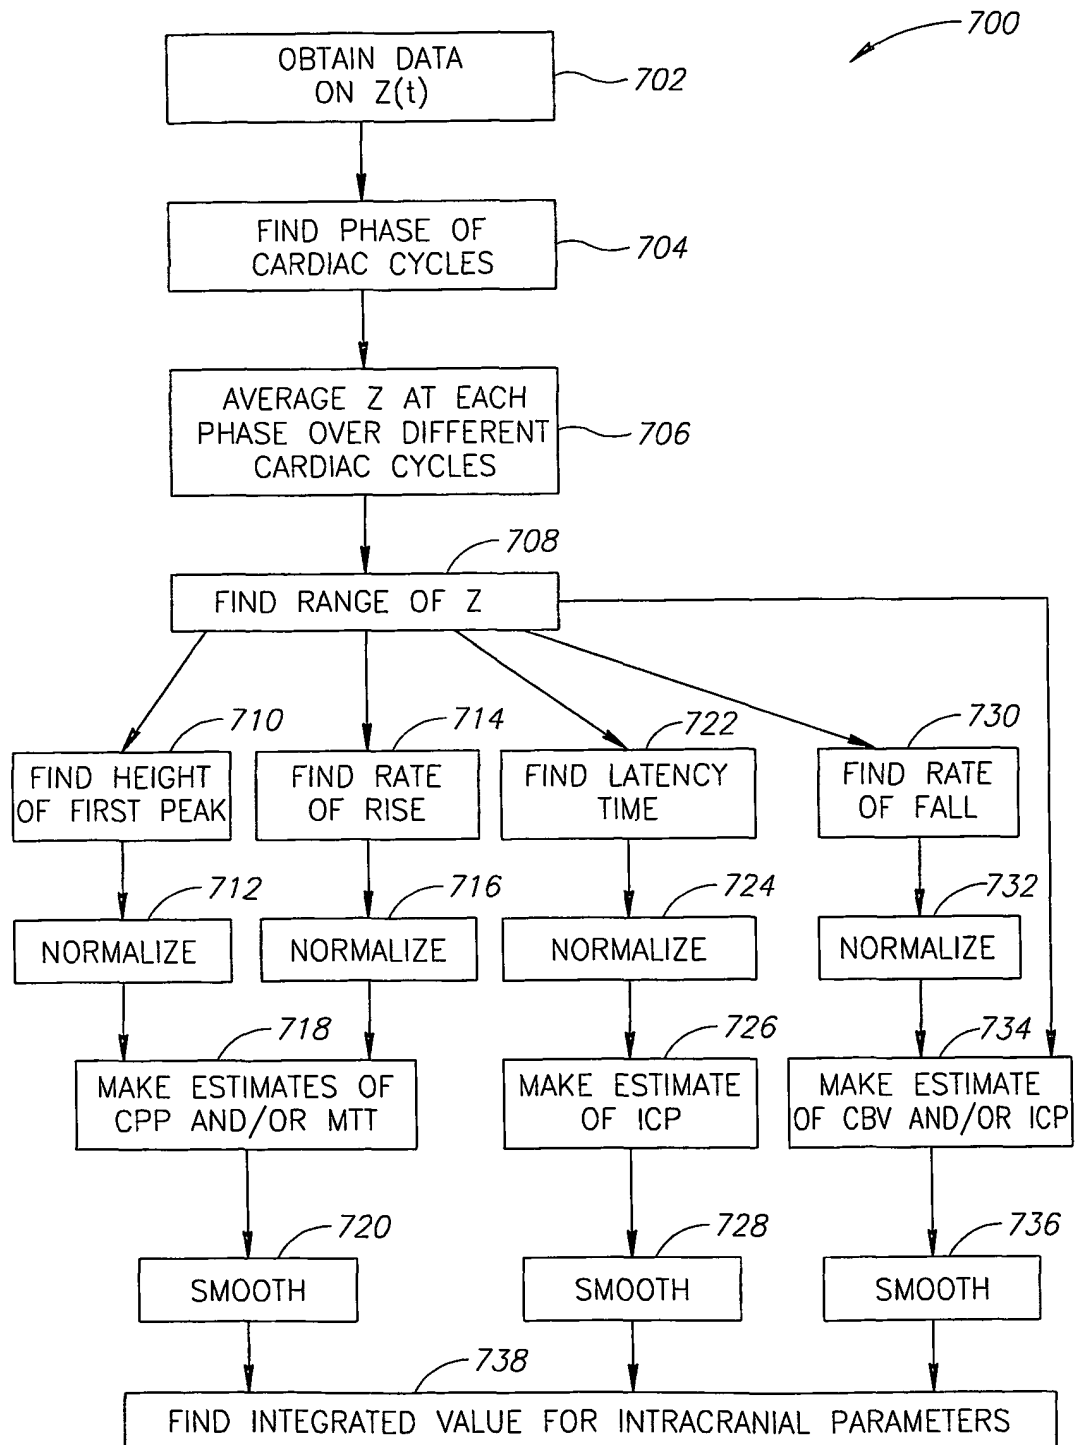 700
OBTAIN DATA
ON Z(t)
702
FIND PHASE OF
CARDIAC CYCLES
704
AVERAGE Z AT EACH
PHASE OVER DIFFERENT
CARDIAC CYCLES
706
708
FIND RANGE OF Z
710
FIND HEIGHT
OF FIRST PEAK
714
FIND RATE
OF RISE
722
FIND LATENCY
TIME
730
FIND RATE
OF FALL
712
NORMALIZE
716
NORMALIZE
724
NORMALIZE
732
NORMALIZE
718
MAKE ESTIMATES OF
CPP AND/OR MTT
726
MAKE ESTIMATE
OF ICP
734
MAKE ESTIMATE
OF CBV AND/OR ICP
720
SMOOTH
728
SMOOTH
736
SMOOTH
738
FIND INTEGRATED VALUE FOR INTRACRANIAL PARAMETERS